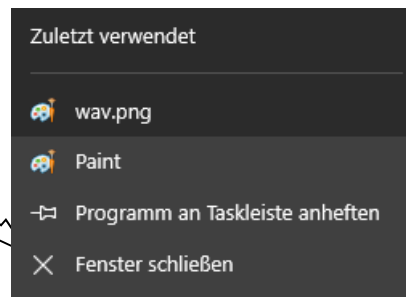 Zuletzt verwendet
wav.png
Paint
Programm an Taskleiste anheften
Fenster schließen